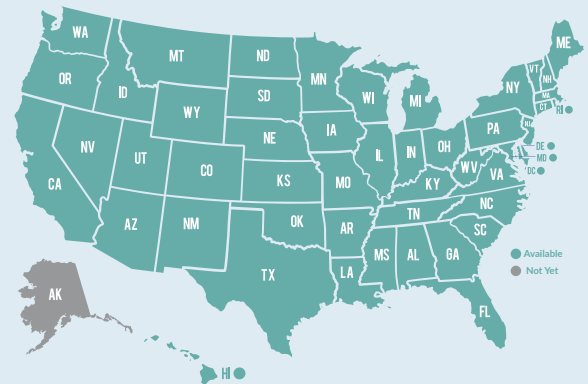 WA
MT
ND
MN
ME
VT
NH
OR
ID
SD
WI
MI
NY
MA
CT
RI
WY
IA
PA
NJ
NE
NV
UT
CO
IL
IN
OH
DE
MD
DC
WV
VA
CA
KS
MO
KY
NC
AZ
NM
OK
AR
TN
SC
MS
AL
GA
TX
LA
Available
Not Yet
AK
FL
HI